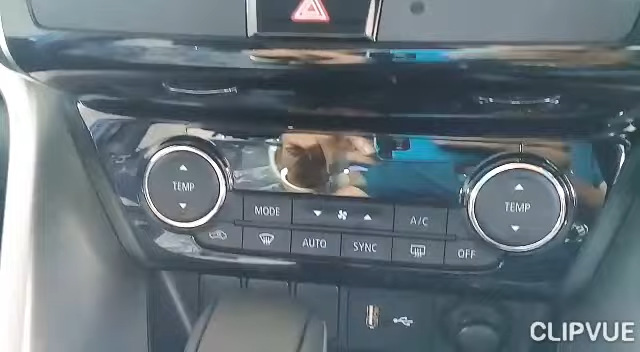 TEMP
TEMP
MODE
A/C
AUTO
SYNC
OFF
CLIPVUE